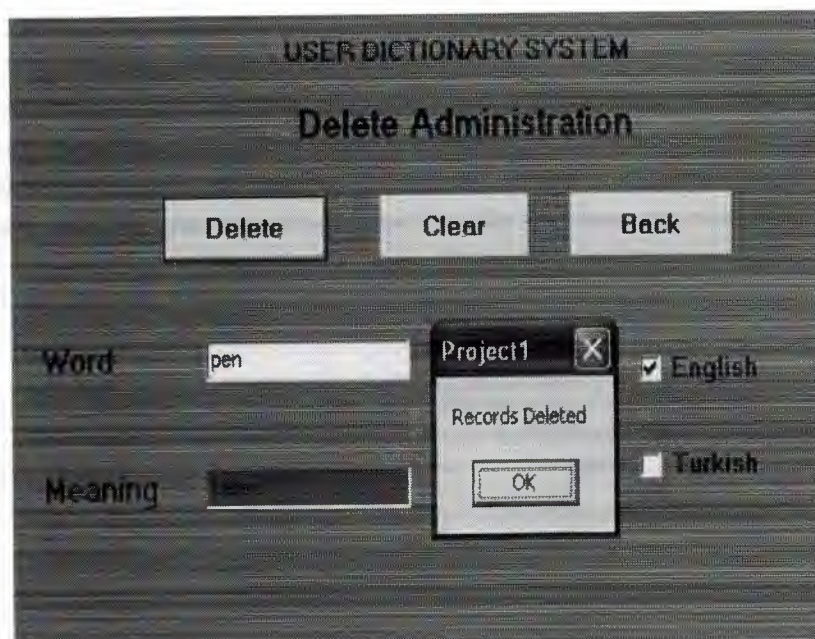 USER DICTIONARY SYSTEM
Delete Administration
Delete Clear Back
Word pen
Project1
English
Records Deleted
OK
Meaning
Turkish